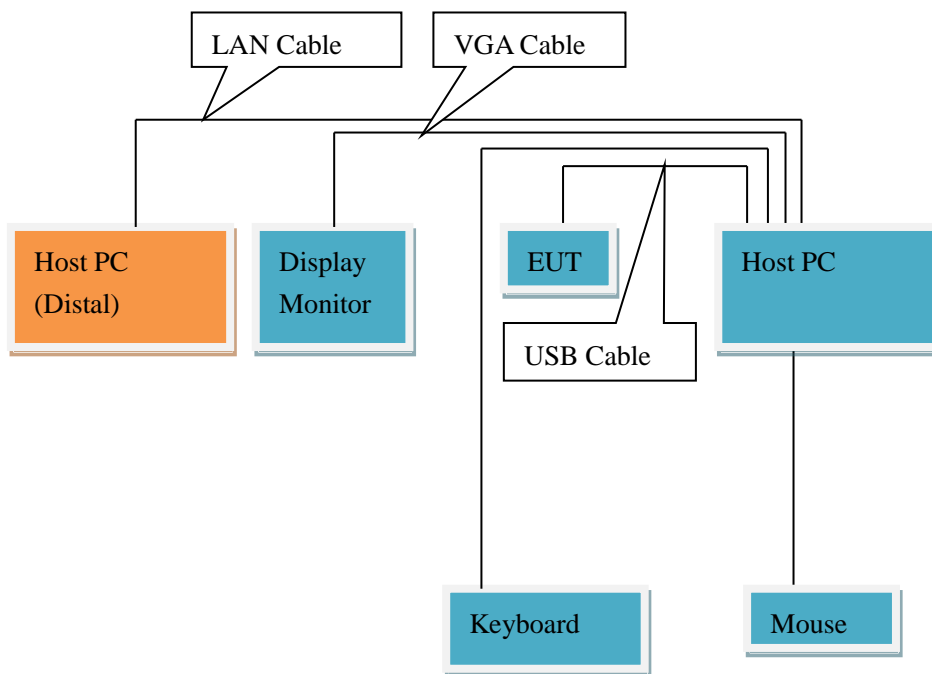 LAN Cable
VGA Cable
Host PC
(Distal)
Display
Monitor
EUT
Host PC
USB Cable
Keyboard
Mouse